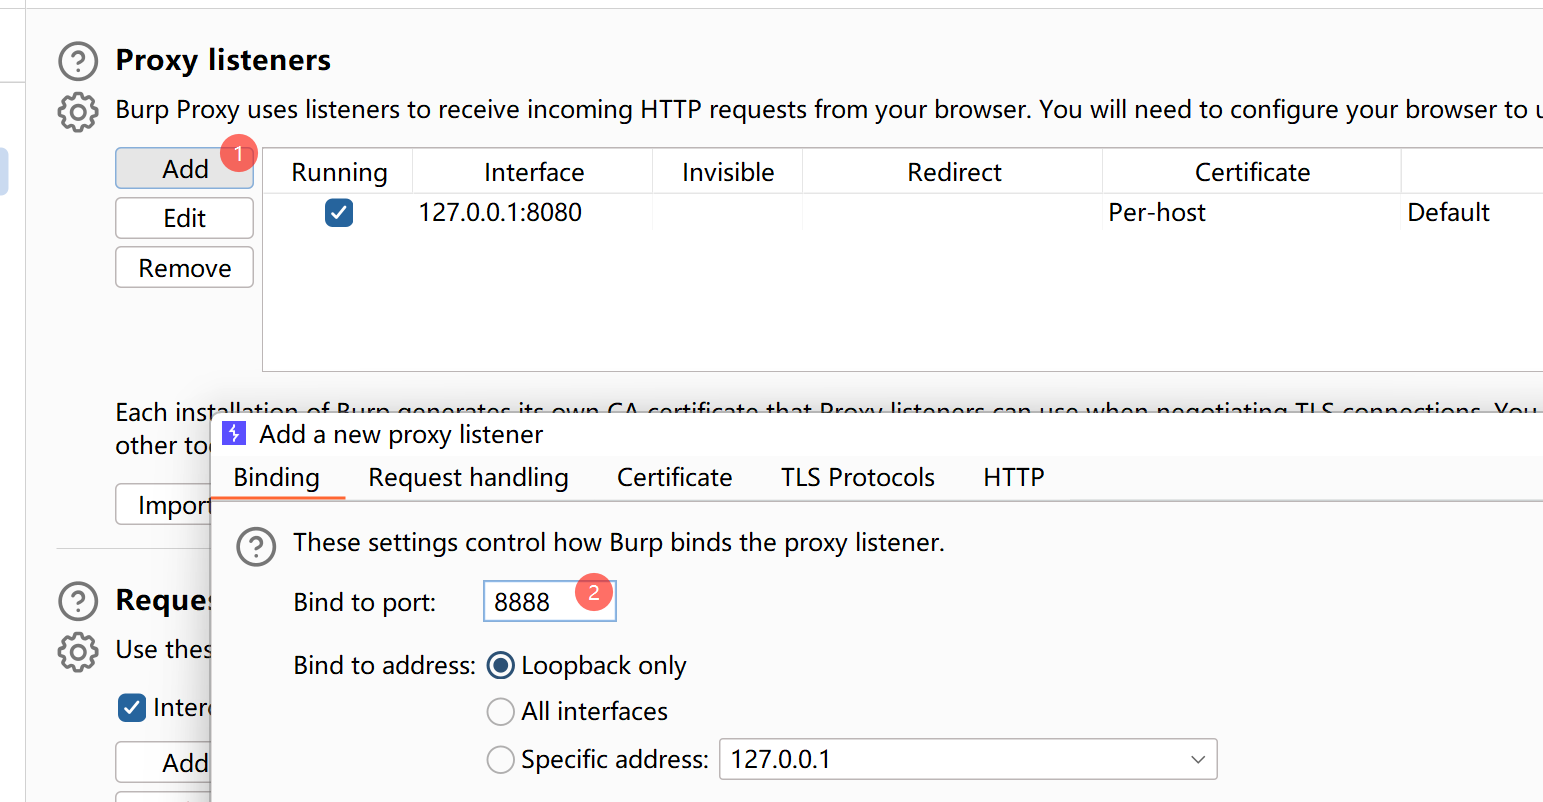 Proxy listeners
Burp Proxy uses listeners to receive incoming HTTP requests from your browser. You will need to configure your browser to
Add 1
Running Interface Invisible Redirect Certificate
127.0.0.1:8080 Per-host Default
Edit
Remove
Each installation of Burp generates its own CA certificate that Proxy listeners can use when negotiating TLS connections. You
other
Import
Add a new proxy listener
Binding Request handling Certificate TLS Protocols HTTP
These settings control how Burp binds the proxy listener.
Bind to port: 8888 2
Bind to address: Loopback only
All interfaces
Specific address: 127.0.0.1
Use
Add